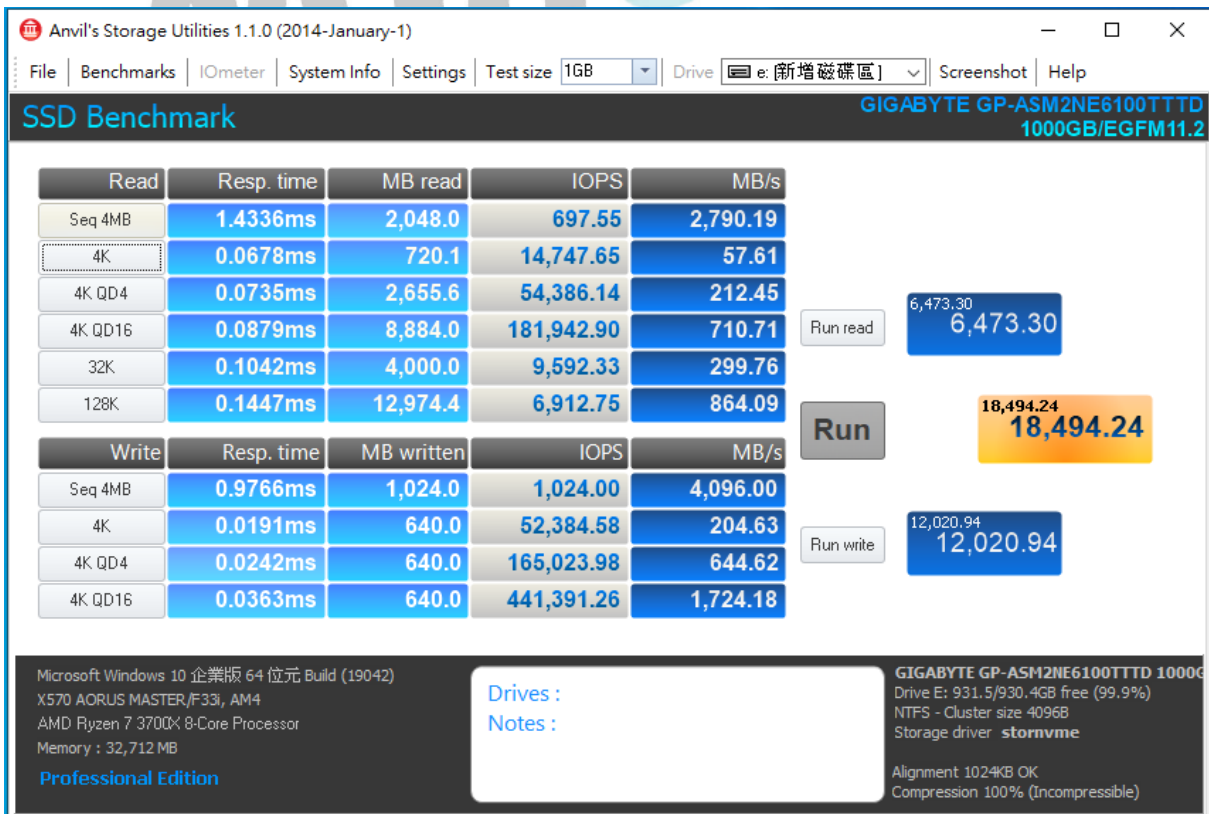 Anvil's Storage Utilities 1.1.0 (2014-January-1)
File Benchmarks IOmeter System Info Settings Test size 1GB Drive e: [新增磁碟區] Screenshot Help
SSD Benchmark
GIGABYTE GP-ASM2NE6100TTTD
1000GB/EGFM11.2
Read Resp. time MB read IOPS MB/s
Seq 4MB 1.4336ms 2,048.0 697.55 2,790.19
4K 0.0678ms 720.1 14,747.65 57.61
4K QD4 0.0735ms 2,655.6 54,386.14 212.45
4K QD16 0.0879ms 8,884.0 181,942.90 710.71
32K 0.1042ms 4,000.0 9,592.33 299.76
128K 0.1447ms 12,974.4 6,912.75 864.09
Run read
6,473.30
6,473.30
Run
18,494.24
18,494.24
Write Resp. time MB written IOPS MB/s
Seq 4MB 0.9766ms 1,024.0 1,024.00 4,096.00
4K 0.0191ms 640.0 52,384.58 204.63
4K QD4 0.0242ms 640.0 165,023.98 644.62
4K QD16 0.0363ms 640.0 441,391.26 1,724.18
Run write
12,020.94
12,020.94
Microsoft Windows 10 企業版 64 位元 Build (19042)
X570 AORUS MASTER/F33i, AM4
AMD Ryzen 7 3700X 8-Core Processor
Memory : 32,712 MB
Professional Edition
Drives :
Notes :
GIGABYTE GP-ASM2NE6100TTTD 1000G
Drive E: 931.5/930.4GB free (99.9%)
NTFS - Cluster size 4096B
Storage driver stornvme
Alignment 1024KB OK
Compression 100% (Incompressible)